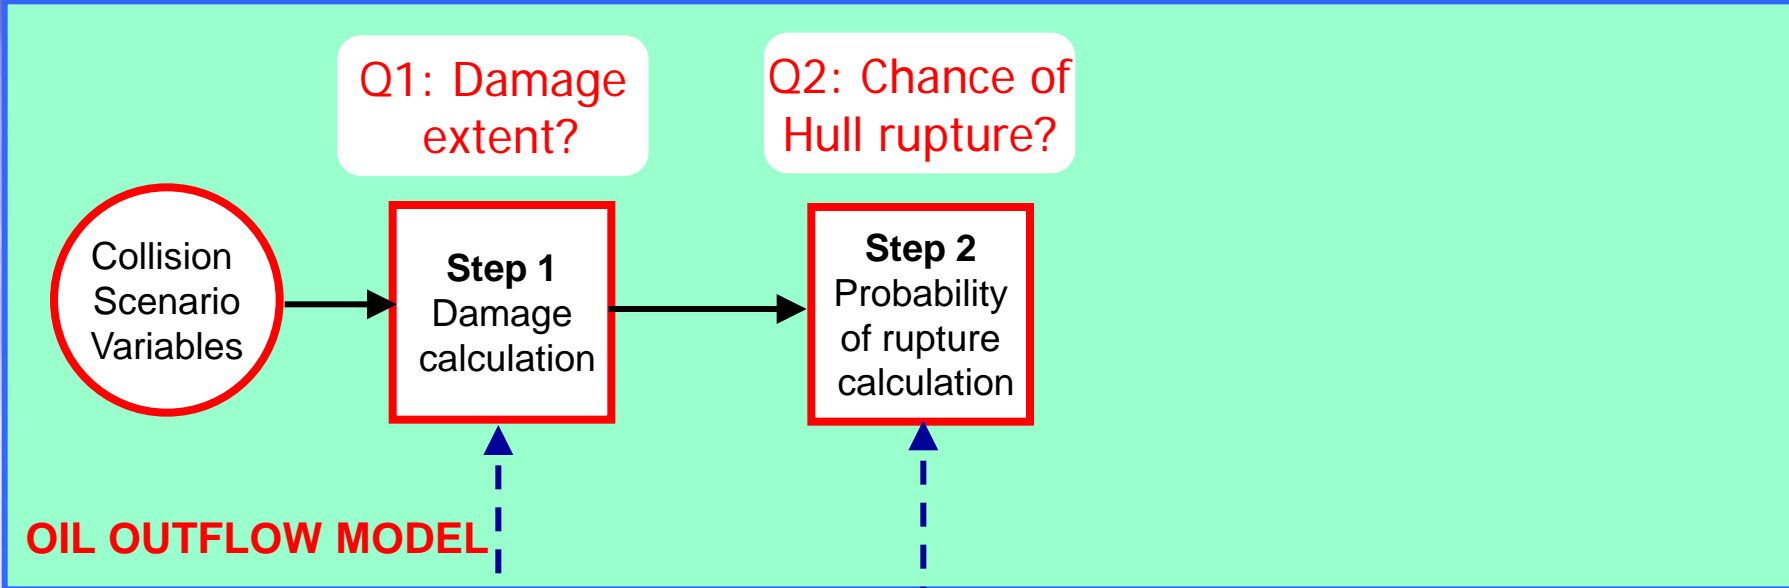 Q1: Damage
extent?
Q2: Chance of
Hull rupture?
Collision
Scenario
Variables
Step 1
Damage
calculation
Step 2
Probability
of rupture
calculation
OIL OUTFLOW MODEL